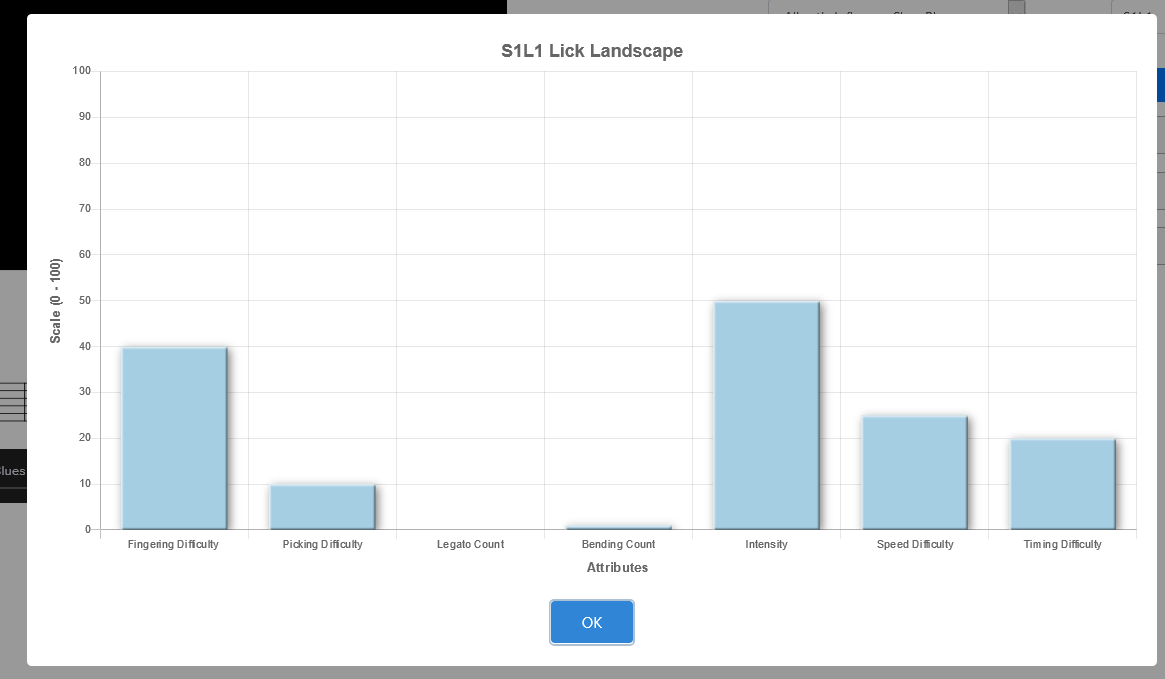 S1L1 Lick Landscape
100
90
80
70
60
50
40
30
20
10
0
Scale (0 - 100)
Fingering Difficulty Picking Difficulty Legato Count Bending Count Intensity Speed Difficulty Timing Difficulty
Attributes
OK